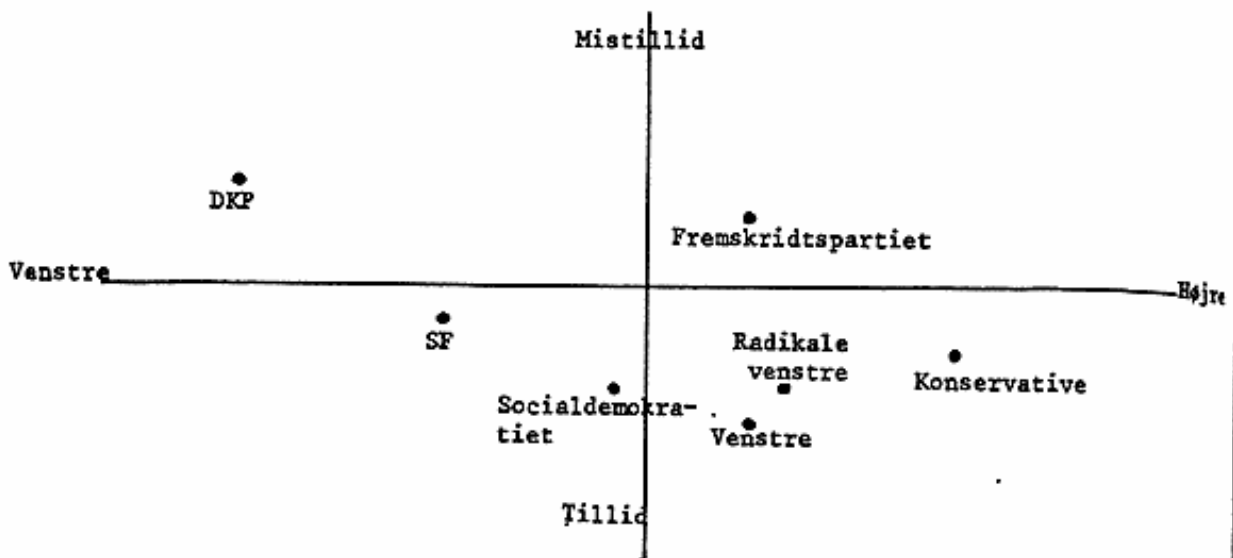 Mistillid
DKP
Fremskridtspartiet
Venstre
Højre
SF
Radikale
venstre
Konservative
Socialdemokra-
tiet
Venstre
Tillid